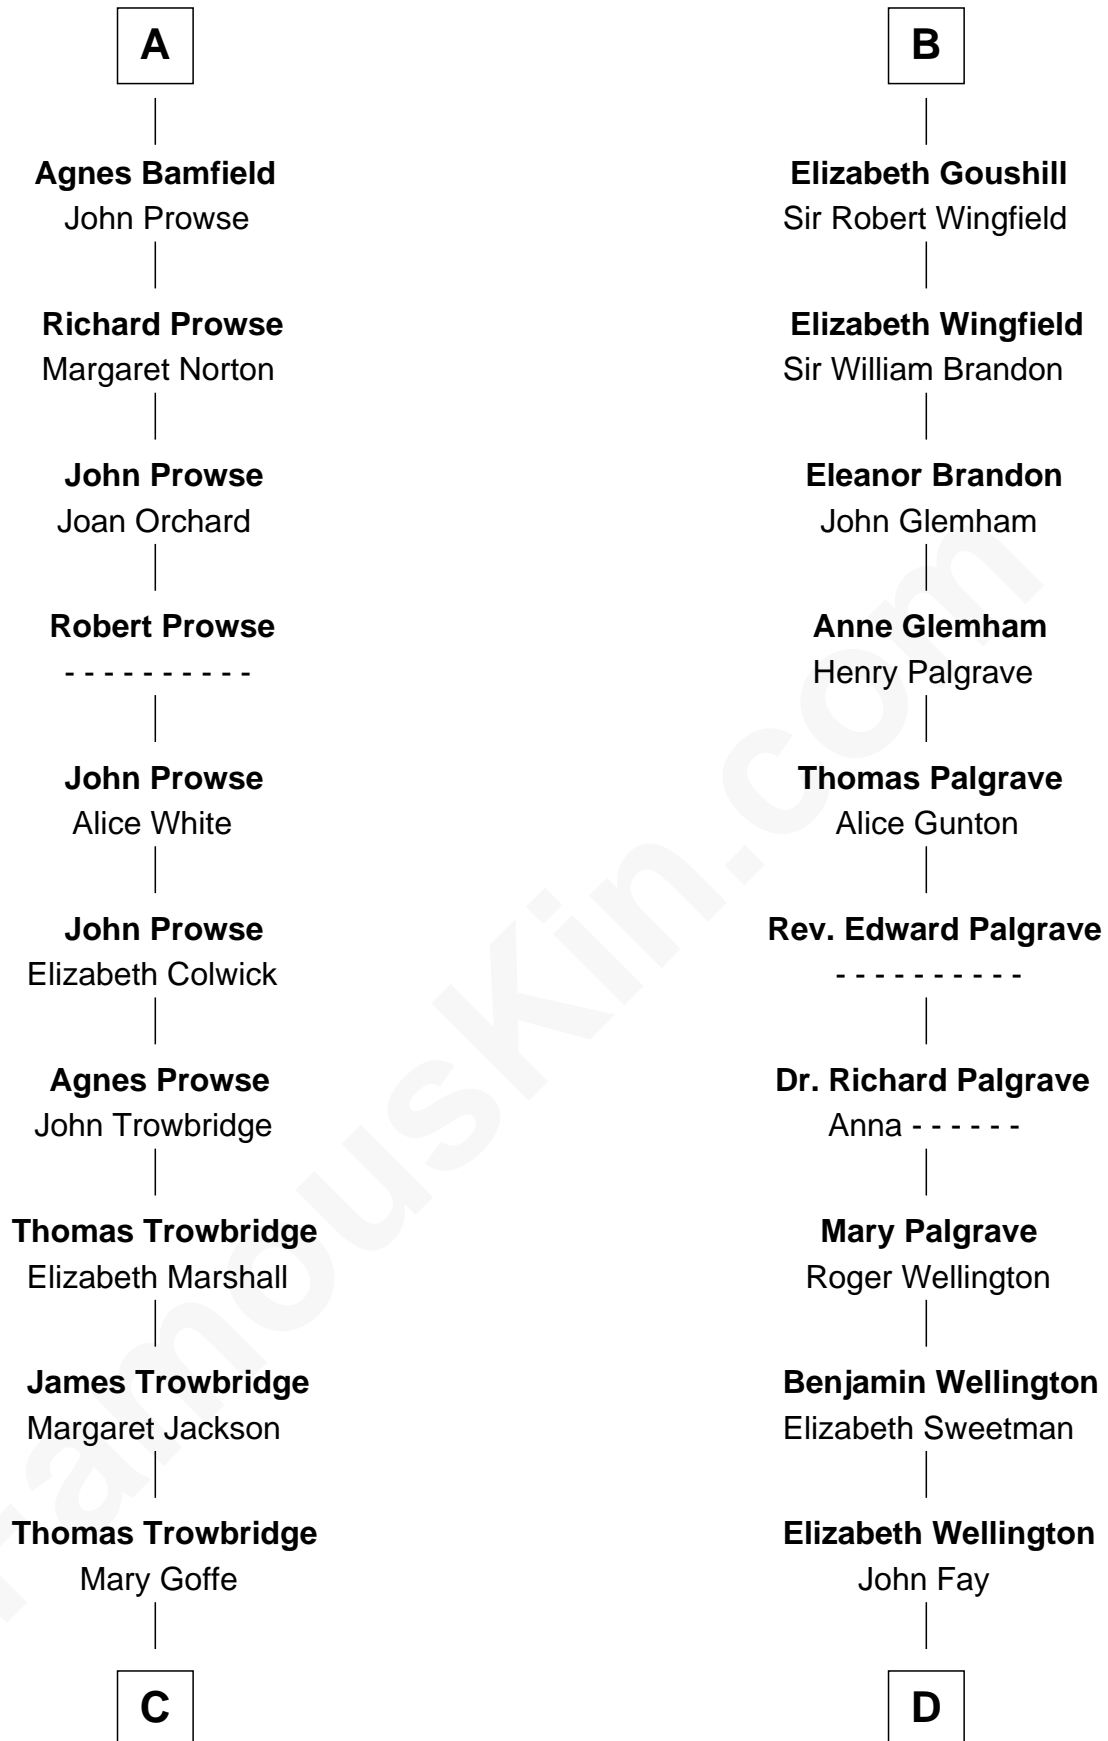 A
Agnes Bamfield
John Prowse
Richard Prowse
Margaret Norton
John Prowse
Joan Orchard
Robert Prowse
- - - - - - - - - -
John Prowse
Alice White
John Prowse
Elizabeth Colwick
Agnes Prowse
John Trowbridge
Thomas Trowbridge
Elizabeth Marshall
James Trowbridge
Margaret Jackson
Thomas Trowbridge
Mary Goffe
C
B
Elizabeth Goushill
Sir Robert Wingfield
Elizabeth Wingfield
Sir William Brandon
Eleanor Brandon
John Glemham
Anne Glemham
Henry Palgrave
Thomas Palgrave
Alice Gunton
Rev. Edward Palgrave
- - - - - - - - - -
Dr. Richard Palgrave
Anna - - - - - -
Mary Palgrave
Roger Wellington
Benjamin Wellington
Elizabeth Sweetman
Elizabeth Wellington
John Fay
D
FamousKin.com